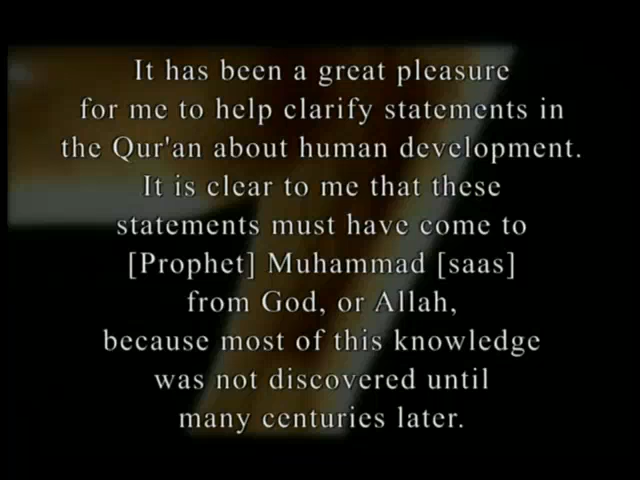 It has been a great pleasure
for me to help clarify statements in
the Qur'an about human development.
It is clear to me that these
statements must have come to
[Prophet] Muhammad [saas]
from God, or Allah,
because most of this knowledge
was not discovered until
many centuries later.